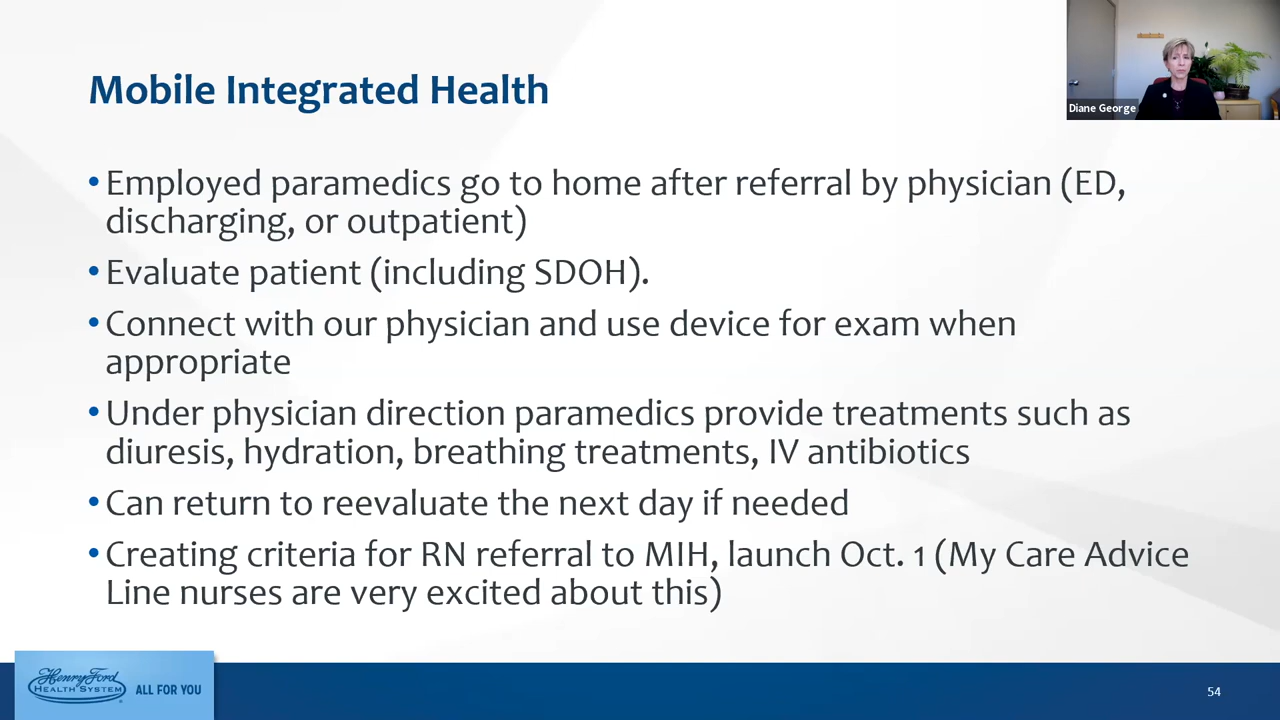 Mobile Integrated Health
Diane George
•Employed paramedics go to home after referral by physician (ED,
discharging, or outpatient)
•Evaluate patient (including SDOH).
•Connect with our physician and use device for exam when
appropriate
•Under physician direction paramedics provide treatments such as
diuresis, hydration, breathing treatments, IV antibiotics
•Can return to reevaluate the next day if needed
•Creating criteria for RN referral to MIH, launch Oct. 1 (My Care Advice
Line nurses are very excited about this)
Henry Ford
HEALTH SYSTEM
ALL FOR YOU
54